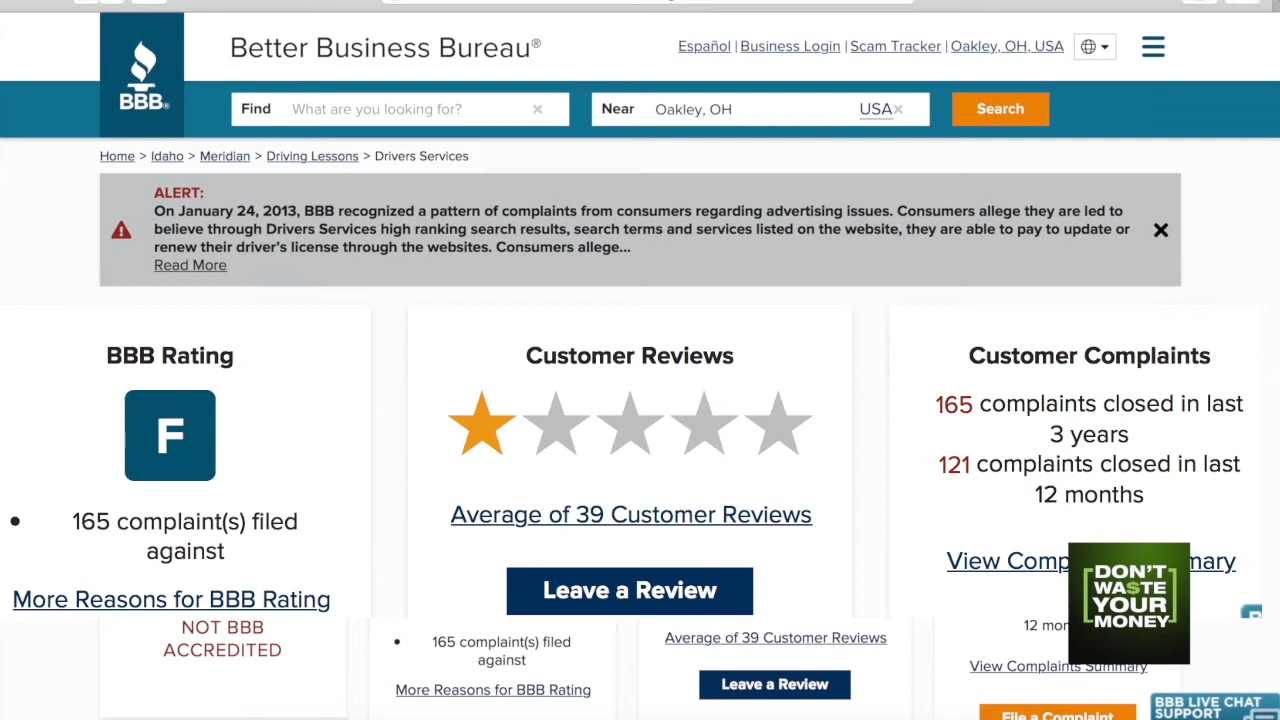 Better Business Bureau®
Español | Business Login | Scam Tracker | Oakley, OH, USA
BBB®
Find What are you looking for? ×
Near Oakley, OH USA×
Search
Home > Idaho > Meridian > Driving Lessons > Drivers Services
ALERT:
On January 24, 2013, BBB recognized a pattern of complaints from consumers regarding advertising issues. Consumers allege they are led to
believe through Drivers Services high ranking search results, search terms and services listed on the website, they are able to pay to update or
renew their driver's license through the websites. Consumers allege...
Read More
BBB Rating
F
• 165 complaint(s) filed
against
More Reasons for BBB Rating
Customer Reviews
Average of 39 Customer Reviews
Leave a Review
Customer Complaints
165 complaints closed in last
3 years
121 complaints closed in last
12 months
View Comp mary
DON'T
WA$TE
YOUR
MONEY
NOT BBB
ACCREDITED
• 165 complaint(s) filed
against
More Reasons for BBB Rating
Average of 39 Customer Reviews
Leave a Review
12 mon
View Complaints Summary
File a Complaint
BBB LIVE CHAT
SUPPORT